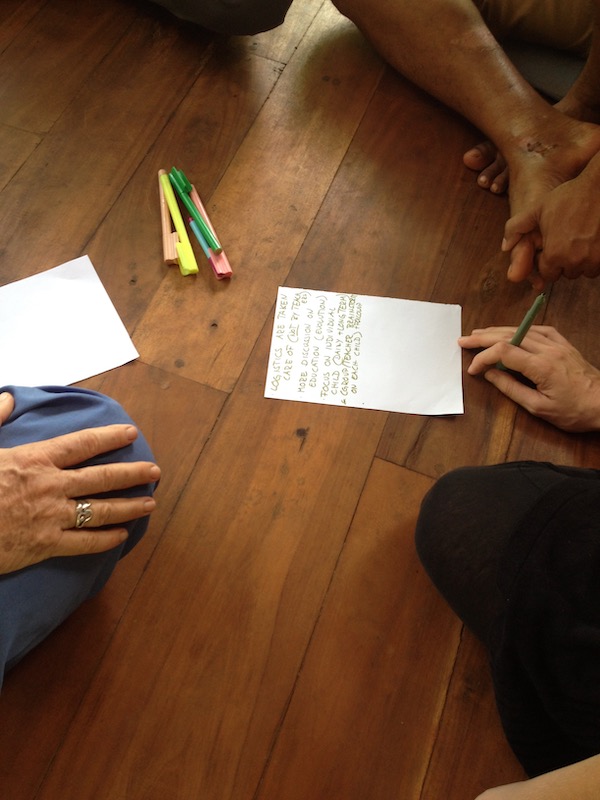 LOGISTICS ARE TAKEN
CARE OF (BY TEAM
MORE DISCUSSION ON
EDUCATION (EVOLUTION)
FOCUS ON INDIVIDUAL
CHILD (DAILY + LONG TERM)
& (GROUP/TEACHER BRAINSTORM
ON EACH CHILD)